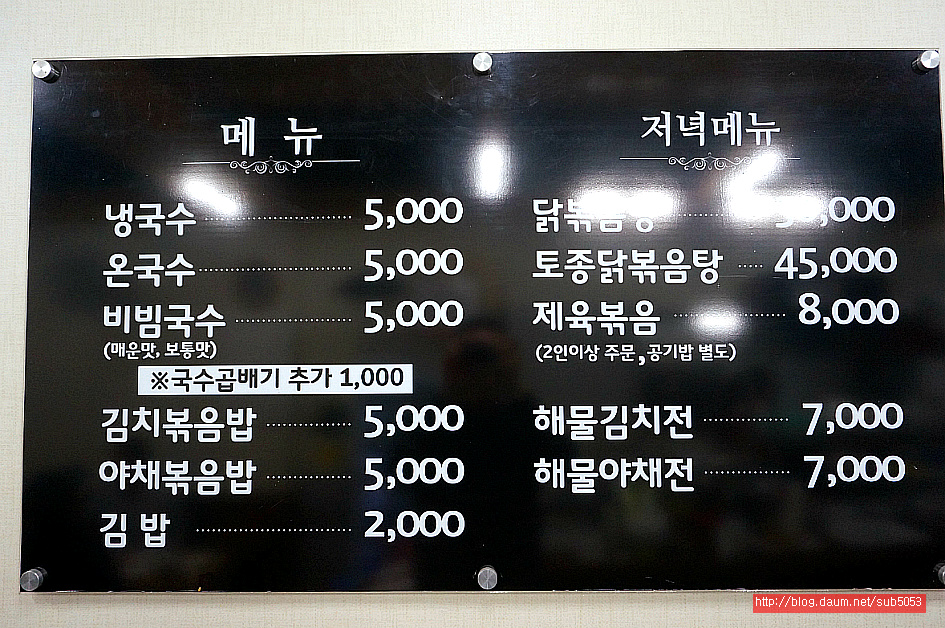 메 뉴
냉국수 5,000
온국수 5,000
비빔국수 5,000
(매운맛, 보통맛)
※국수곱배기 추가 1,000
김치볶음밥 5,000
야채볶음밥 5,000
김 밥 2,000
저녁메뉴
닭볶음탕
토종닭볶음탕 45,000
제육볶음 8,000
(2인이상 주문,공기밥 별도)
해물김치전 7,000
해물야채전 7,000
http://blog.daum.net/sub5053